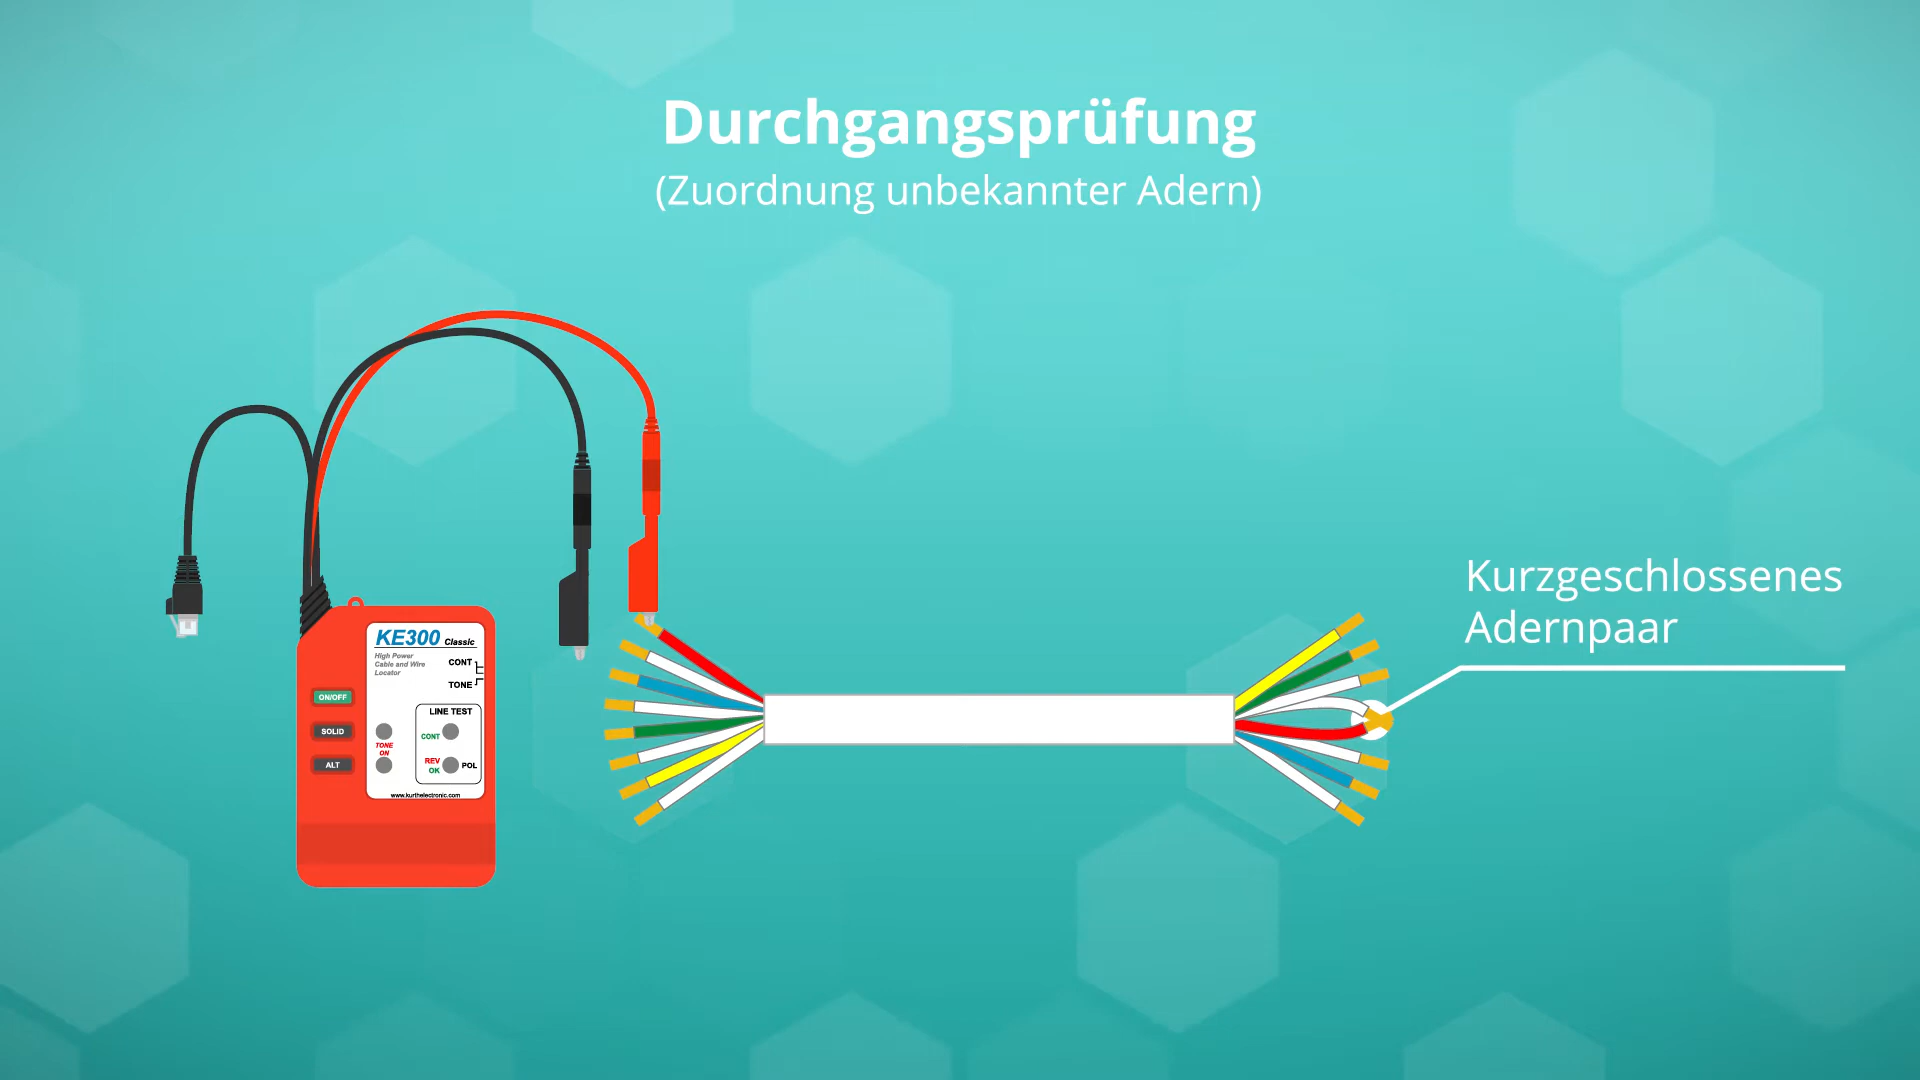 Durchgangsprüfung
(Zuordnung unbekannter Adern)
Kurzgeschlossenes
Adernpaar
KE300 Classic
High Power
Cable and Wire
Locator
CONT
TONE
ON/OFF
SOLID
ALT
TONE
ON
LINE TEST
CONT
REV
OK
POL
www.kurthelectronic.com